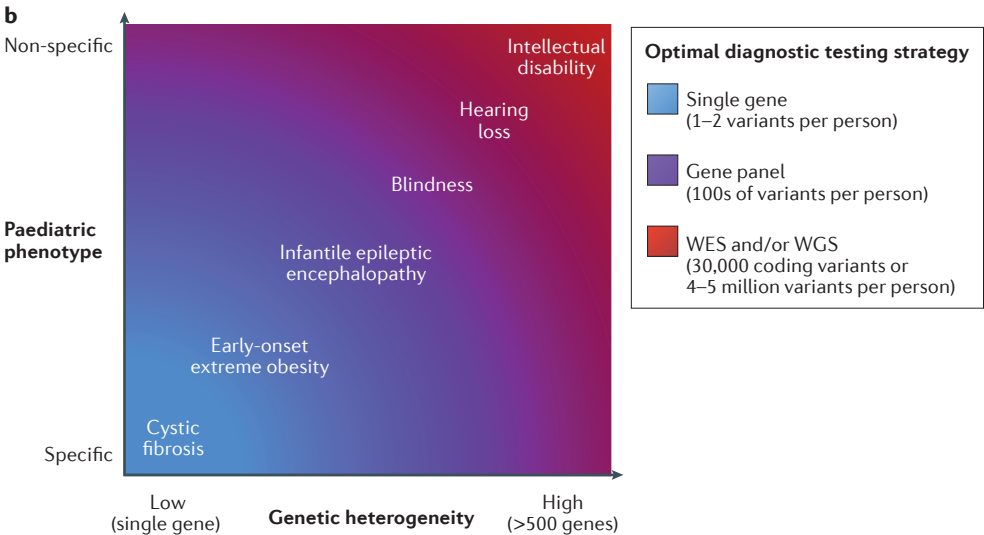 b
Non-specific
Paediatric
phenotype
Specific
Intellectual
disability
Hearing
loss
Blindness
Infantile epileptic
encephalopathy
Early-onset
extreme obesity
Cystic
fibrosis
Low
(single gene)
Genetic heterogeneity
High
(>500 genes)
Optimal diagnostic testing strategy
Single gene
(1–2 variants per person)
Gene panel
(100s of variants per person)
WES and/or WGS
(30,000 coding variants or
4–5 million variants per person)